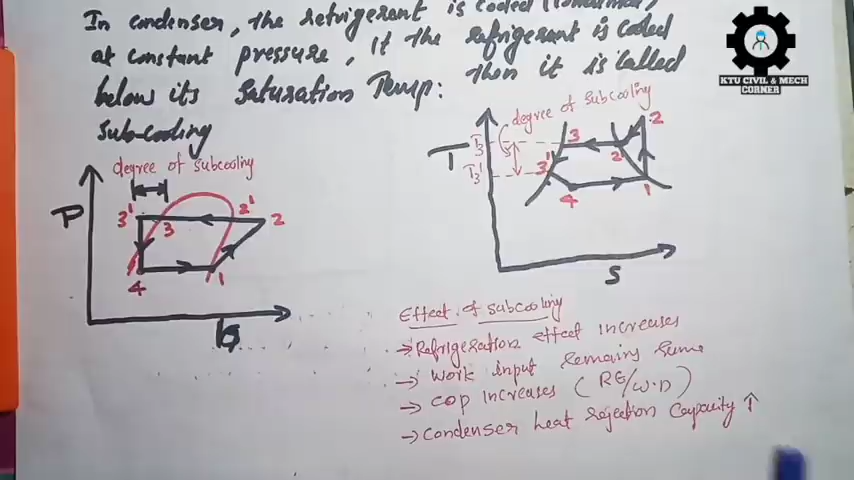 In condenser, the refrigerant is cooled (condensed)
at constant pressure, If the refrigerant is cooled
below its saturation Temp: then it is called
Sub-cooling
KTU CIVIL & MECH
CORNER
degree of subcooling
P
3'
3
2'
2
4
1
degree of subcooling
T
T3
T3'
3
2
3'
2'
4
1
S
Effect of subcooling
→ Refrigeration effect increases
→ Work input remains same
→ COP increases (RE/W.D)
→ Condenser heat rejection capacity ↑